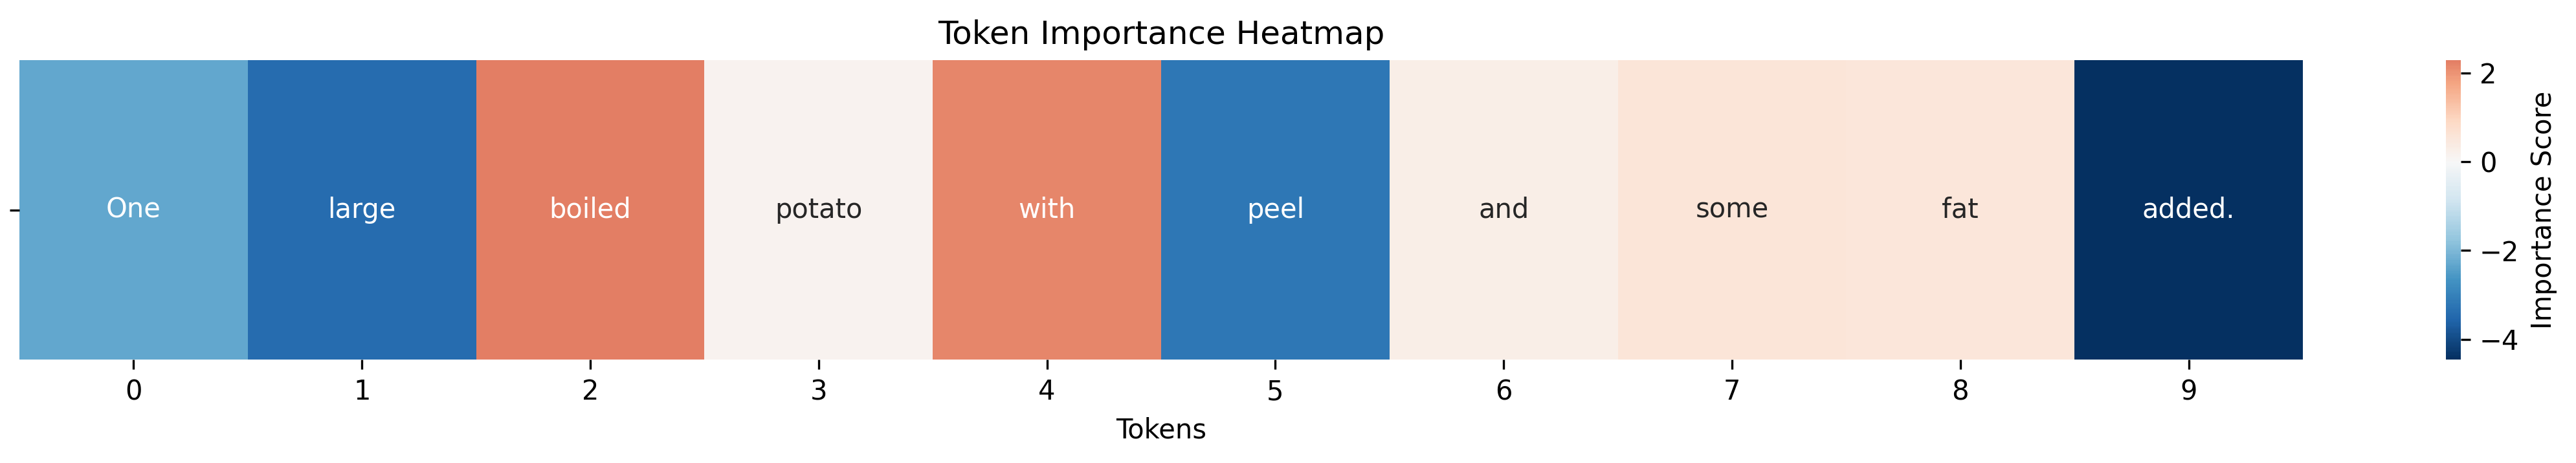 Token Importance Heatmap
One large boiled potato with peel and some fat added.
0 1 2 3 4 5 6 7 8 9
Tokens
2
0
−2
−4
Importance Score